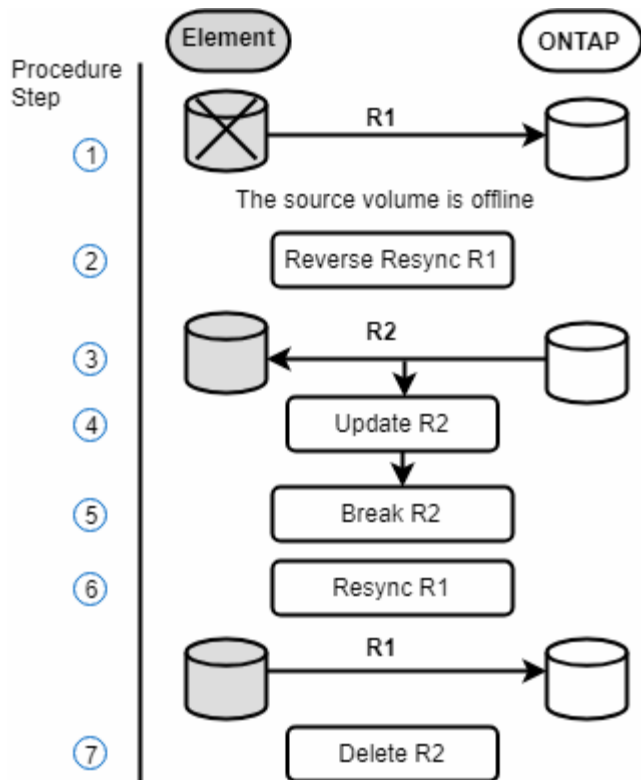 Element
ONTAP
Procedure
Step
R1
1
The source volume is offline
2
Reverse Resync R1
R2
3
4
Update R2
5
Break R2
6
Resync R1
R1
7
Delete R2